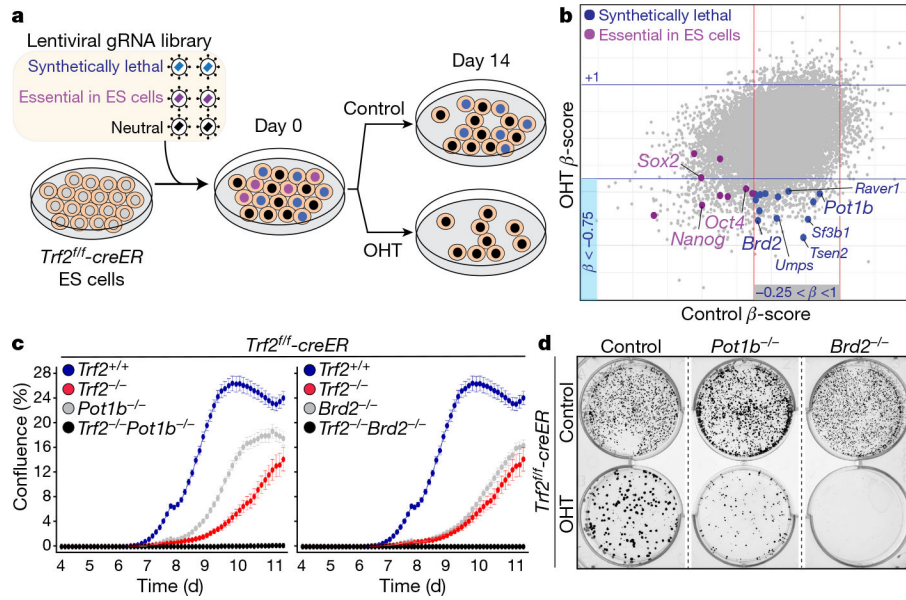 a
Lentiviral gRNA library
Synthetically lethal
Essential in ES cells
Neutral
Trf2f/f-creER
ES cells
Day 0
Control
OHT
Day 14
b
Synthetically lethal
Essential in ES cells
OHT β-score
+1
β < −0.75
Sox2
Oct4
Nanog
Brd2
Raver1
Pot1b
Sf3b1
Tsen2
Umps
−0.25 < β < 1
Control β-score
c
Trf2f/f-creER
Confluence (%)
28
24
20
16
12
8
4
0
Trf2+/+
Trf2−/−
Pot1b−/−
Trf2−/−Pot1b−/−
4 5 6 7 8 9 10 11
Time (d)
Trf2+/+
Trf2−/−
Brd2−/−
Trf2−/−Brd2−/−
4 5 6 7 8 9 10 11
Time (d)
d
Control Pot1b−/− Brd2−/−
Trf2f/f-creER
Control
OHT